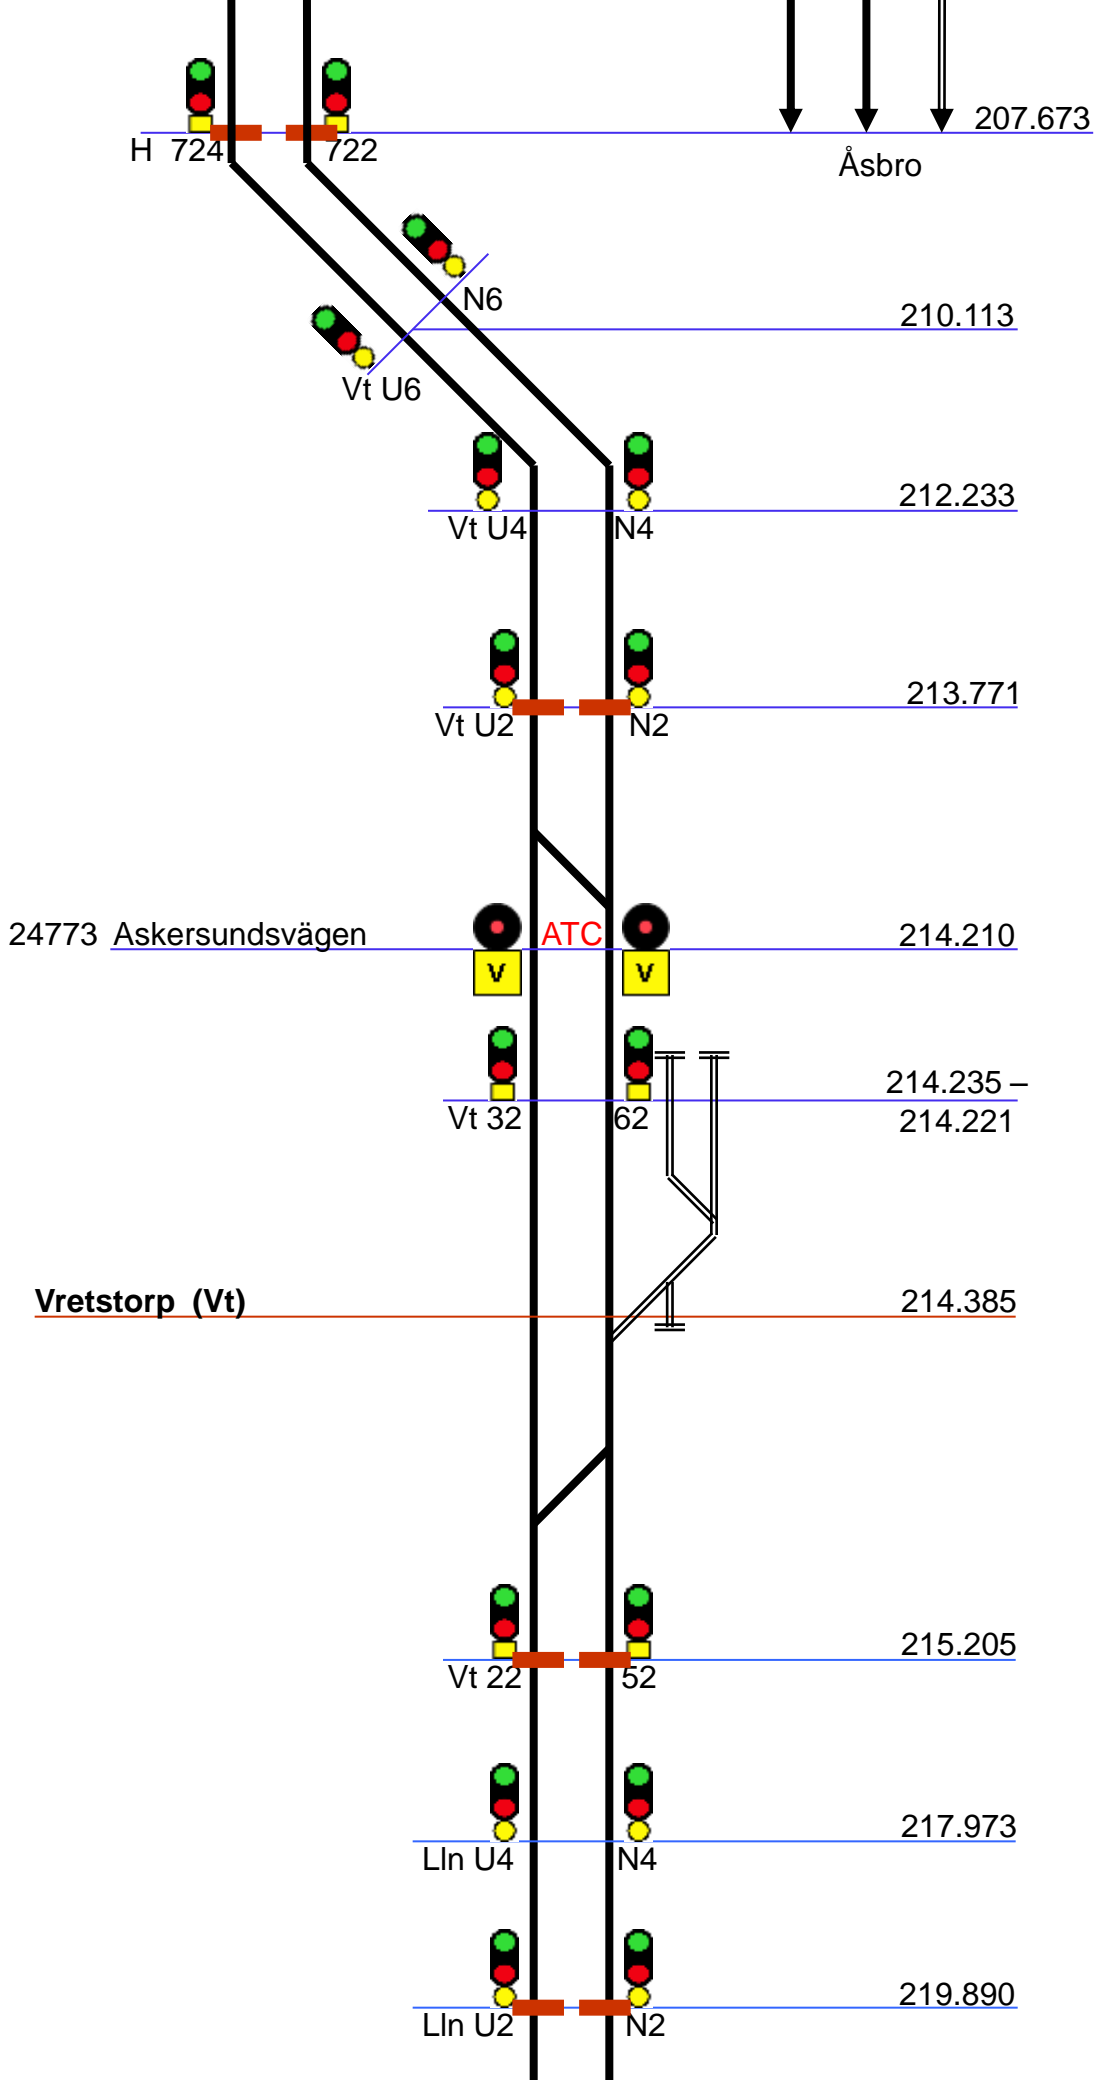 207.673
H 724 722
Åsbro
N6
210.113
Vt U6
212.233
Vt U4 N4
213.771
Vt U2 N2
24773 Askersundsvägen ATC 214.210
V V
214.235 –
Vt 32 62 214.221
Vretstorp (Vt) 214.385
215.205
Vt 22 52
217.973
Lln U4 N4
219.890
Lln U2 N2